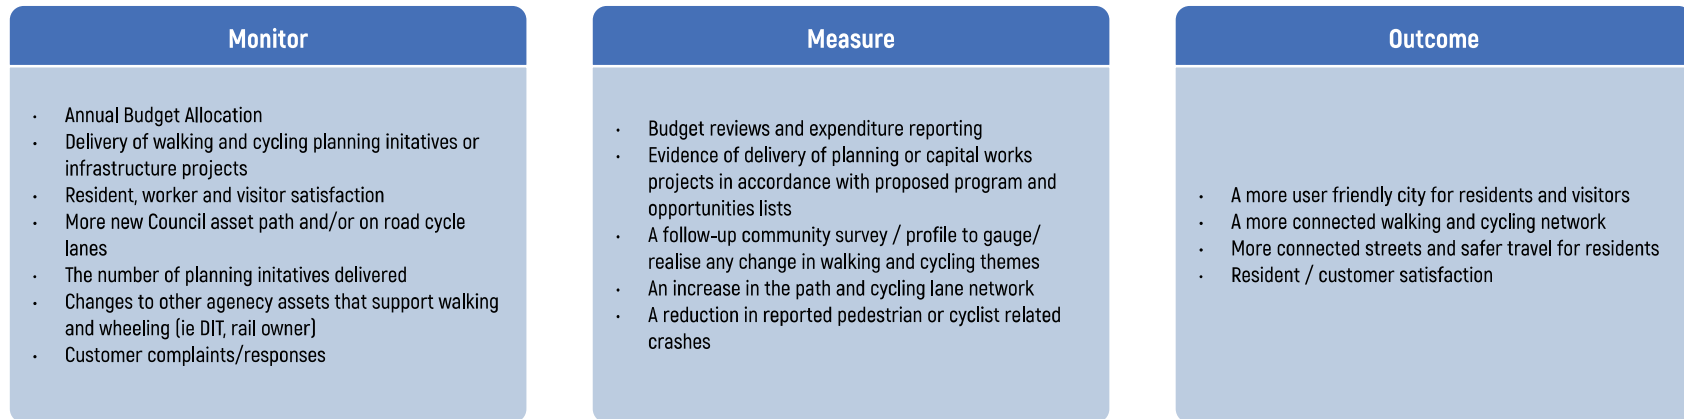 Monitor
· Annual Budget Allocation
· Delivery of walking and cycling planning initatives or
infrastructure projects
· Resident, worker and visitor satisfaction
· More new Council asset path and/or on road cycle
lanes
· The number of planning initatives delivered
· Changes to other agenecy assets that support walking
and wheeling (ie DIT, rail owner)
· Customer complaints/responses
Measure
· Budget reviews and expenditure reporting
· Evidence of delivery of planning or capital works
projects in accordance with proposed program and
opportunities lists
· A follow-up community survey / profile to gauge/
realise any change in walking and cycling themes
· An increase in the path and cycling lane network
· A reduction in reported pedestrian or cyclist related
crashes
Outcome
· A more user friendly city for residents and visitors
· A more connected walking and cycling network
· More connected streets and safer travel for residents
· Resident / customer satisfaction